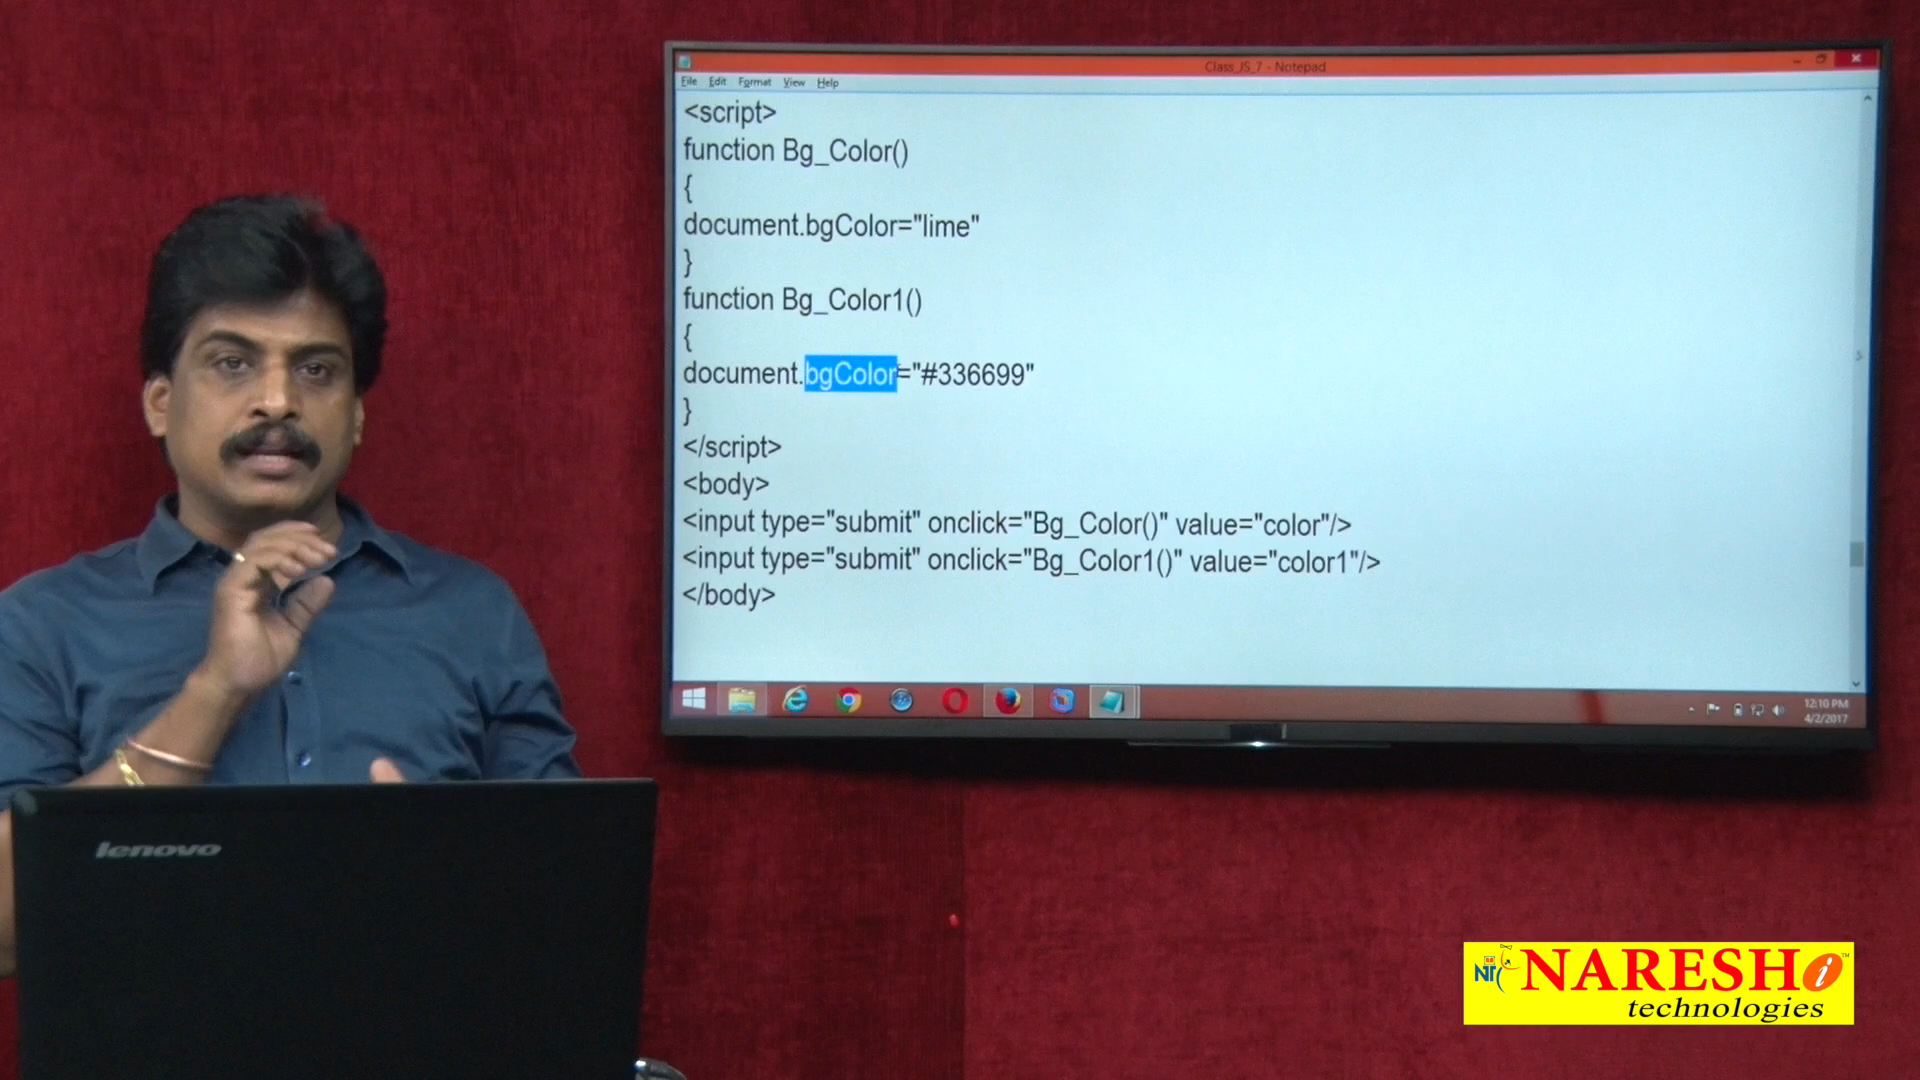 Class_JS_7 - Notepad
File Edit Format View Help
<script>
function Bg_Color()
{
document.bgColor="lime"
}
function Bg_Color1()
{
document.bgColor="#336699"
}
</script>
<body>
<input type="submit" onclick="Bg_Color()" value="color"/>
<input type="submit" onclick="Bg_Color1()" value="color1"/>
</body>
12:10 PM
4/2/2017
lenovo
NT NARESH i ™
technologies